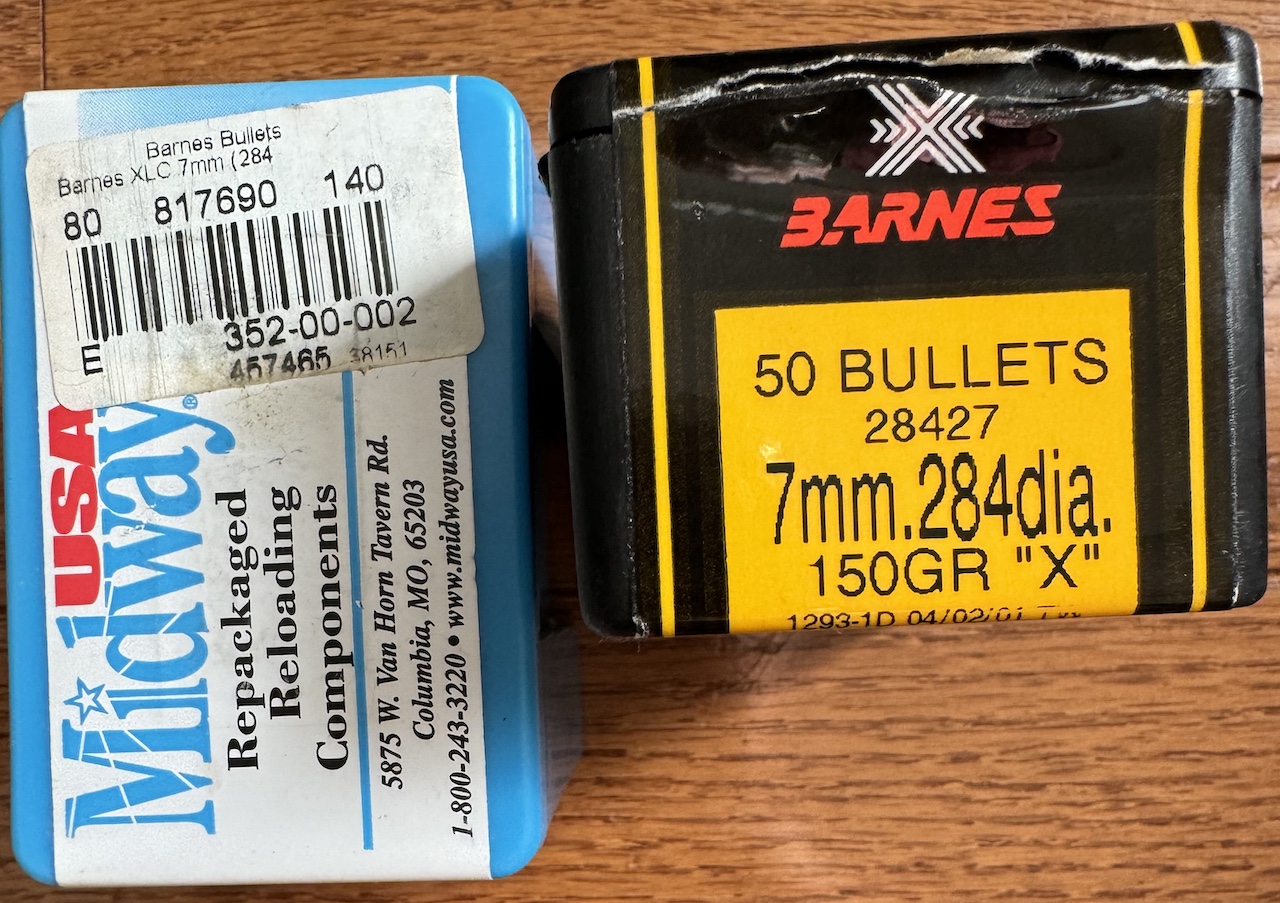 Barnes Bullets
Barnes XLC 7mm (284
80 817690 140
E
352-00-002
457465 38151
USA
Midway®
Repackaged
Reloading
Components
5875 W. Van Horn Tavern Rd.
Columbia, MO, 65203
1-800-243-3220 • www.midwayusa.com
X
BARNES
50 BULLETS
28427
7mm.284dia.
150GR "X"
1293-1D 04/02/01